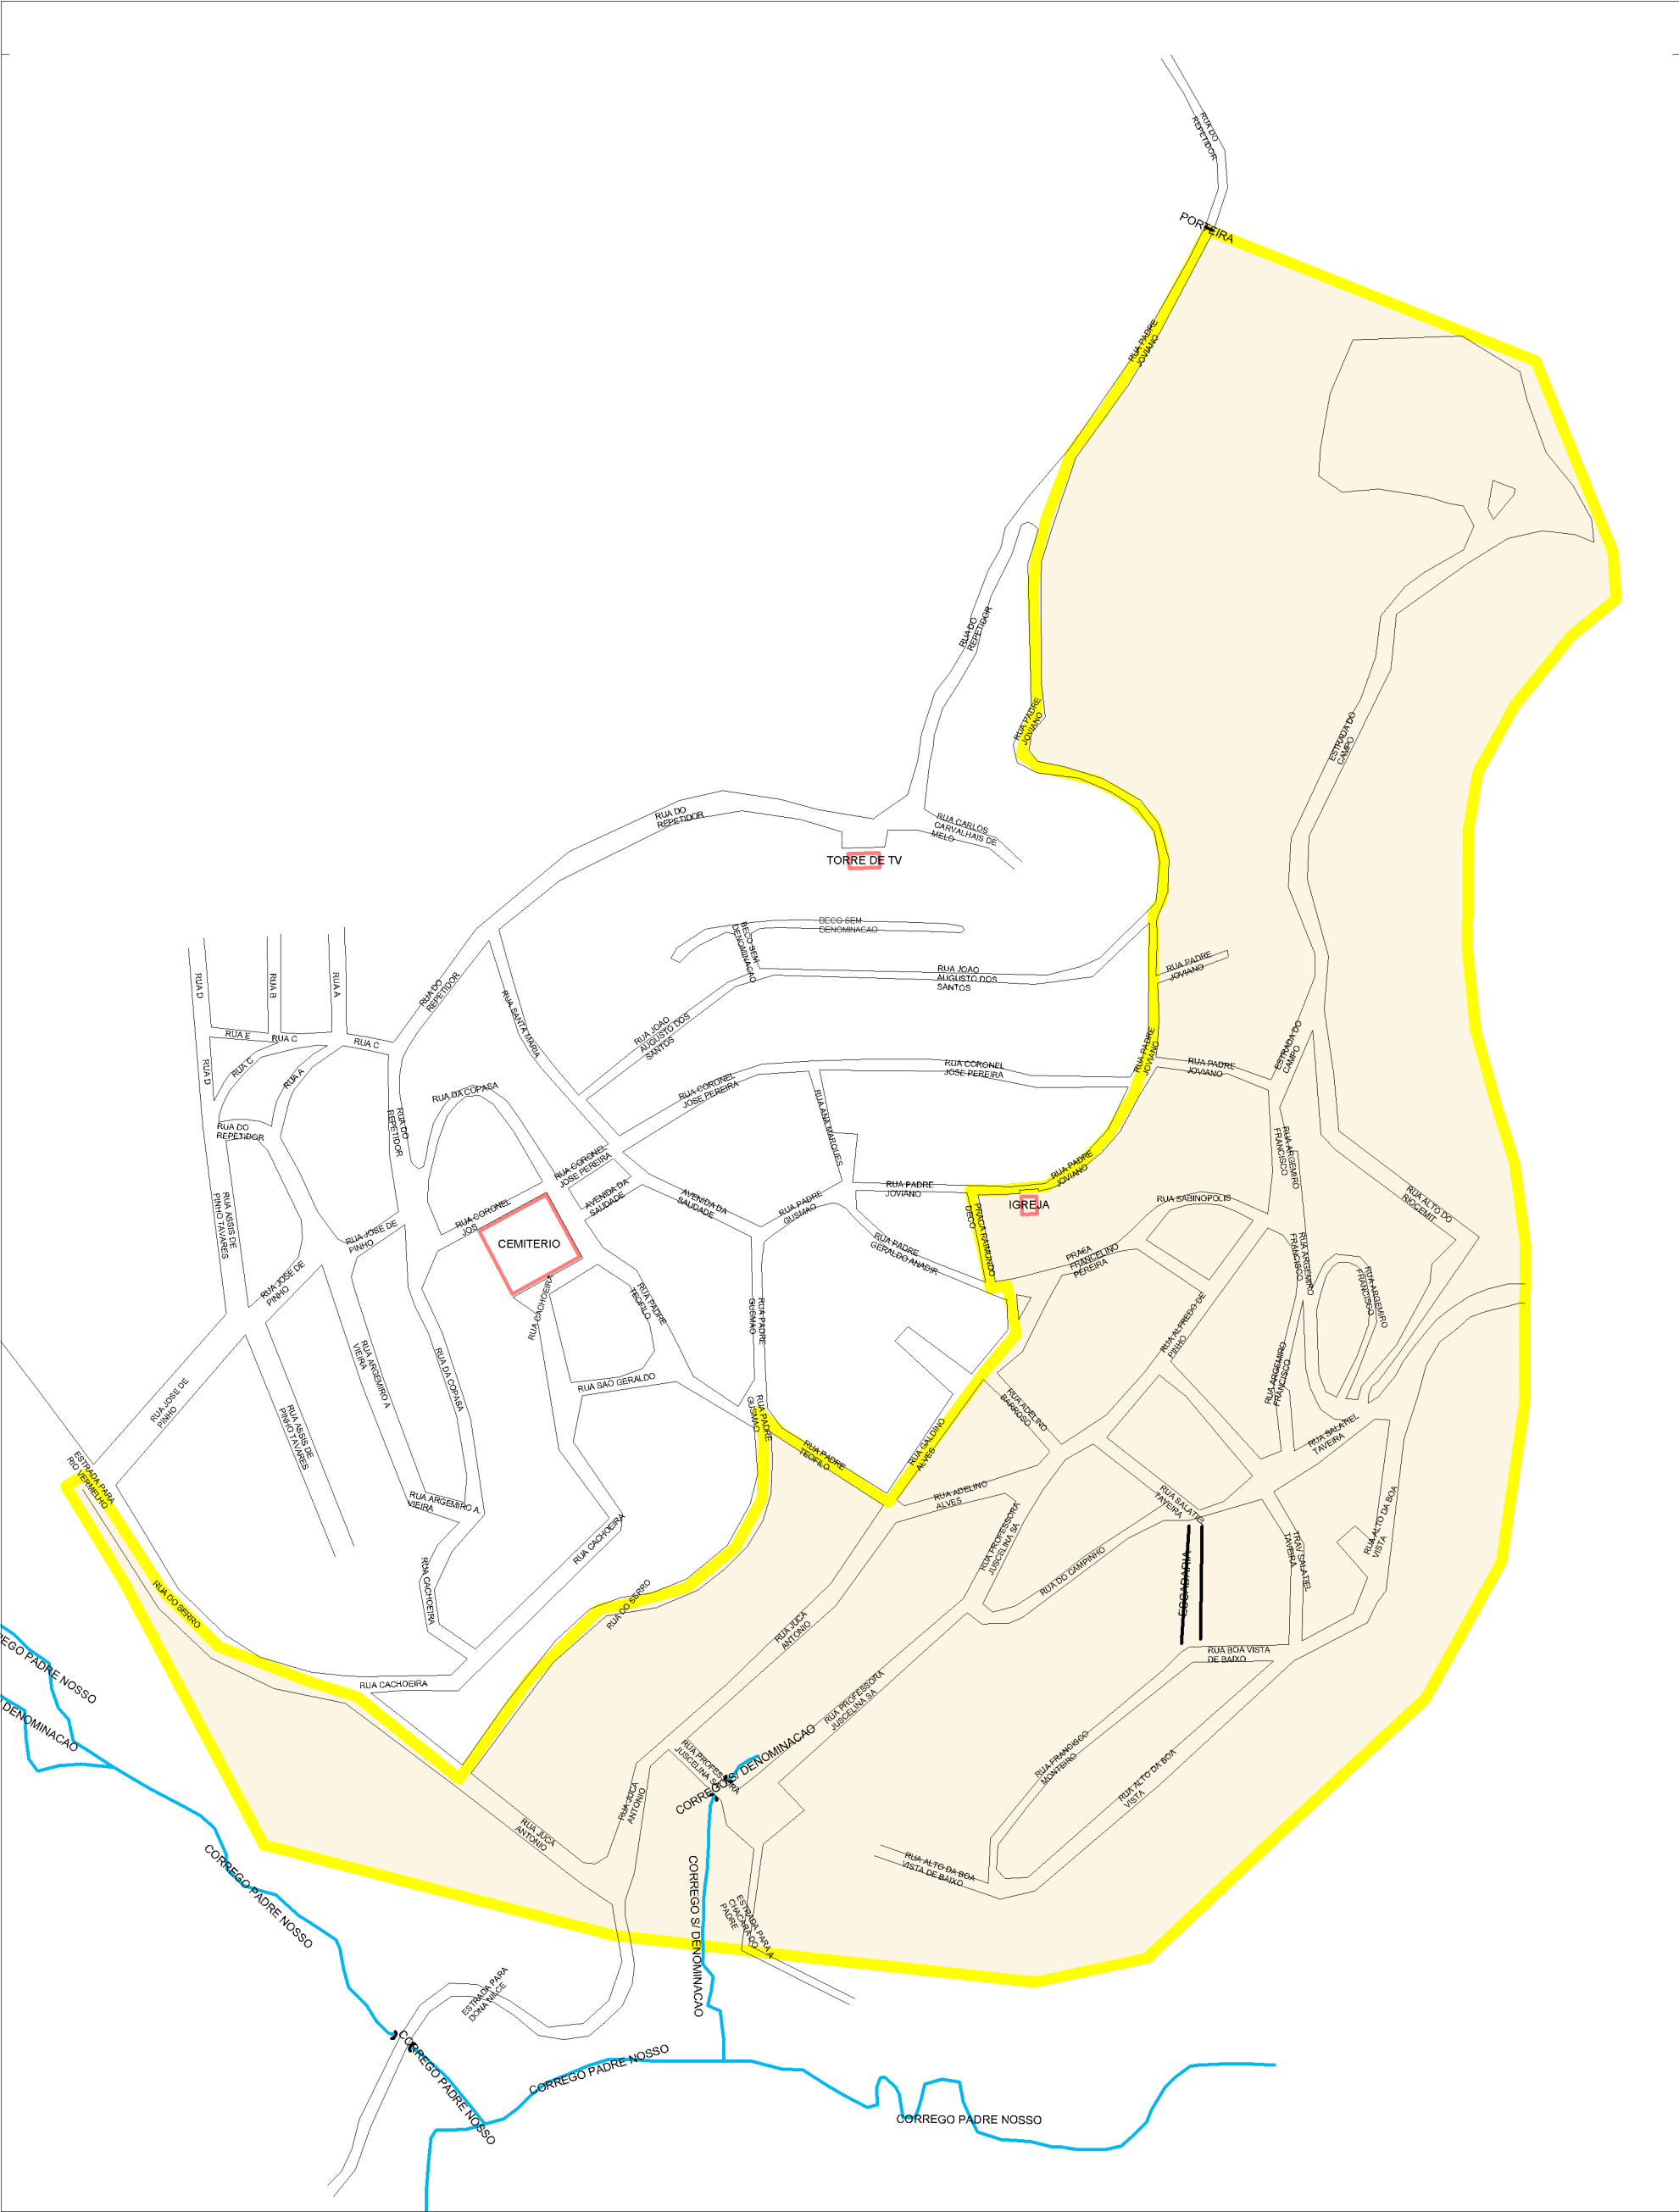 RUA DO
REPETIDOR
PORTEIRA
RUA PADRE
JOVIANO
RUA DO
REPETIDOR
RUA PADRE
JOVIANO
ESTRADA DO
CAMPO
RUA DO
REPETIDOR
RUA CARLOS
CARVALHAIS DE
MELO
TORRE DE TV
BECO SEM
DENOMINACAO
BECO SEM
DENOMINACAO
RUA JOAO
AUGUSTO DOS
SANTOS
RUA PADRE
JOVIANO
RUA D
RUA B
RUA A
RUA DO
REPETIDOR
RUA SANTA MARIA
RUA JOAO
AUGUSTO DOS
SANTOS
RUA E
RUA C
RUA C
RUA PADRE
JOVIANO
ESTRADA DO
CAMPO
RUA D
RUA C
RUA A
RUA DA COPASA
RUA CORONEL
JOSE PEREIRA
RUA CORONEL
JOSE PEREIRA
RUA PADRE
JOVIANO
RUA DO
REPETIDOR
RUA DO
REPETIDOR
RUA ANA MARQUES
RUA ARGEMIRO
FRANCISCO
RUA CORONEL
JOSE PEREIRA
RUA PADRE
JOVIANO
RUA ASSIS DE
PINHO TAVARES
AVENIDA DA
SAUDADE
AVENIDA DA
SAUDADE
RUA PADRE
GUSMAO
RUA PADRE
JOVIANO
IGREJA
RUA SABINOPOLIS
RUA ALTO DO
RIOCEMIT
RUA JOSE DE
PINHO
RUA CORONEL
JOS
CEMITERIO
PRACA RAIMUNDO
DECO
RUA PADRE
GERALDO ANADIR
FRANCELINO
PEREIRA
RUA ARGEMIRO
FRANCISCO
RUA JOSE DE
PINHO
RUA CACHOEIRA
RUA PADRE
TEOFILO
RUA PADRE
GUSMAO
RUA ALFREDO DE
PINHO
RUA ARGEMIRO
FRANCISCO
RUA ARGEMIRO A
VIEIRA
RUA DA COPASA
RUA SAO GERALDO
RUA ARGEMIRO
FRANCISCO
RUA JOSE DE
PINHO
RUA ASSIS DE
PINHO TAVARES
RUA PADRE
GUSMAO
RUA PADRE
TEOFILO
RUA GALDINO
ALVES
RUA ADELINO
BARROSO
RUA SALATIEL
TAVEIRA
ESTRADA PARA
RIO VERMELHO
RUA ARGEMIRO A
VIEIRA
RUA ADELINO
ALVES
RUA SALATIEL
TAVEIRA
RUA CACHOEIRA
RUA PROFESSORA
JUSCELINA SA
RUA ALTO DA BOA
VISTA
TRAV SALATIEL
TAVEIRA
RUA CACHOEIRA
RUA DO CAMPINHO
ESCADARIA
RUA DO SERRO
RUA DO SERRO
RUA JUCA
ANTONIO
RUA BOA VISTA
DE BAIXO
REGO PADRE NOSSO
RUA CACHOEIRA
RUA PROFESSORA
JUSCELINA SA
DENOMINACAO
RUA PROFESSORA
JUSCELINA SA
CORREGO S/ DENOMINACAO
RUA FRANCISCO
MONTEIRO
RUA ALTO DA BOA
VISTA
RUA JUCA
ANTONIO
RUA JUCA
ANTONIO
CORREGO PADRE NOSSO
CORREGO S/ DENOMINACAO
RUA ALTO DA BOA
VISTA DE BAIXO
ESTRADA PARA A
CHACARA DO
PADRE
ESTRADA PARA
DONA NILCE
CORREGO PADRE NOSSO
CORREGO PADRE NOSSO
CORREGO PADRE NOSSO